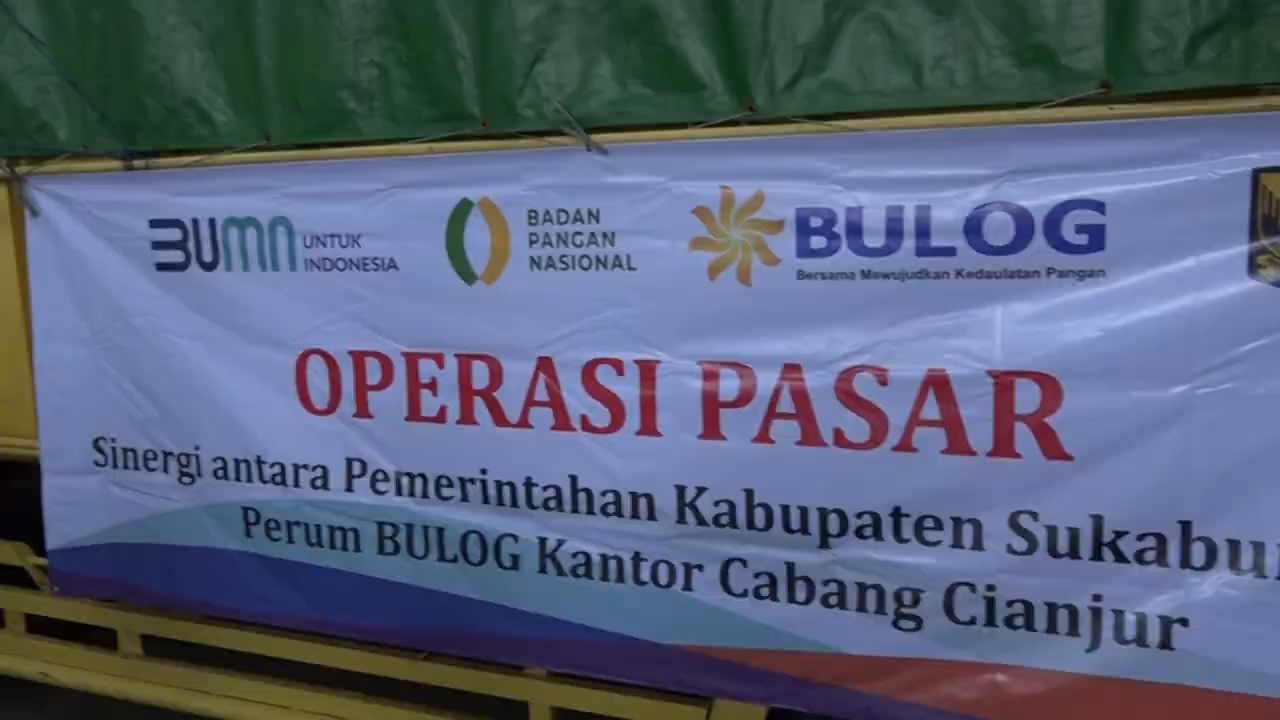 BUMN UNTUK INDONESIA
BADAN PANGAN NASIONAL
BULOG
Bersama Mewujudkan Kedaulatan Pangan
OPERASI PASAR
Sinergi antara Pemerintahan Kabupaten
Perum BULOG Kantor Cabang Cianjur